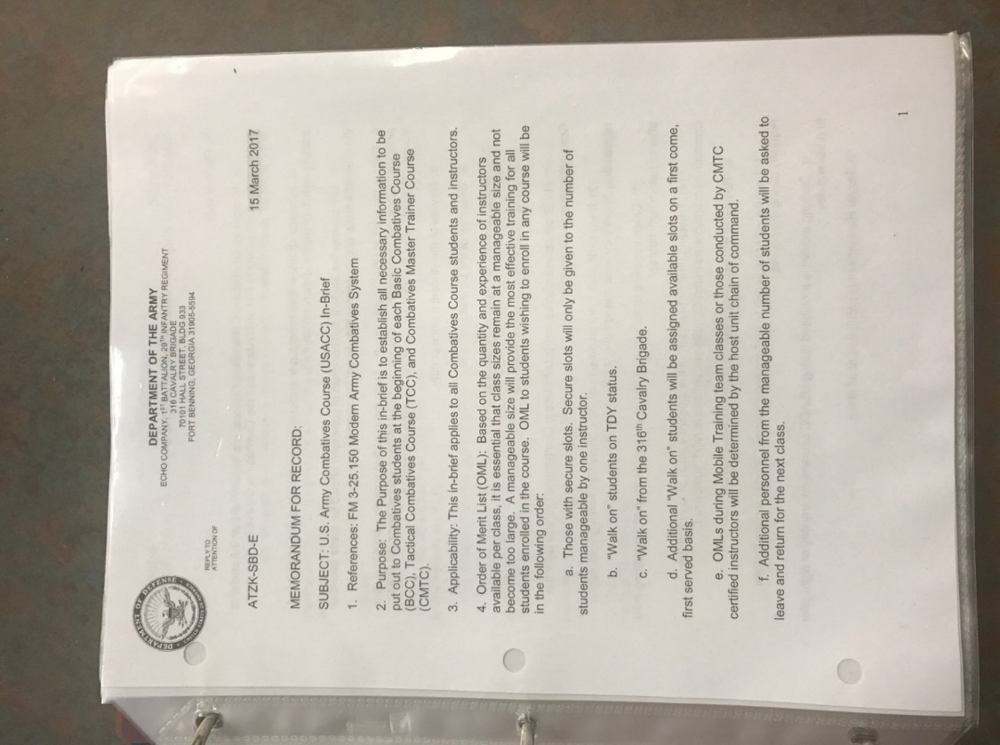 DEPARTMENT OF THE ARMY
ECHO COMPANY, 1ST BATTALION, 29TH INFANTRY REGIMENT
316 CAVALRY BRIGADE
70101 HALL STREET, BLDG 933
FORT BENNING, GEORGIA 31905-5594
REPLY TO
ATTENTION OF
ATZK-SBD-E 15 March 2017
MEMORANDUM FOR RECORD:
SUBJECT: U.S. Army Combatives Course (USACC) In-Brief
1. References: FM 3-25.150 Modern Army Combatives System
2. Purpose: The Purpose of this in-brief is to establish all necessary information to be
put out to Combatives students at the beginning of each Basic Combatives Course
(BCC), Tactical Combatives Course (TCC), and Combatives Master Trainer Course
(CMTC).
3. Applicability: This in-brief applies to all Combatives Course students and instructors.
4. Order of Merit List (OML): Based on the quantity and experience of instructors
available per class, it is essential that class sizes remain at a manageable size and not
become too large. A manageable size will provide the most effective training for all
students enrolled in the course. OML to students wishing to enroll in any course will be
in the following order:
a. Those with secure slots. Secure slots will only be given to the number of
students manageable by one instructor.
b. "Walk on" students on TDY status.
c. "Walk on" from the 316th Cavalry Brigade.
d. Additional "Walk on" students will be assigned available slots on a first come,
first served basis.
e. OMLs during Mobile Training team classes or those conducted by CMTC
certified instructors will be determined by the host unit chain of command.
f. Additional personnel from the manageable number of students will be asked to
leave and return for the next class.
1